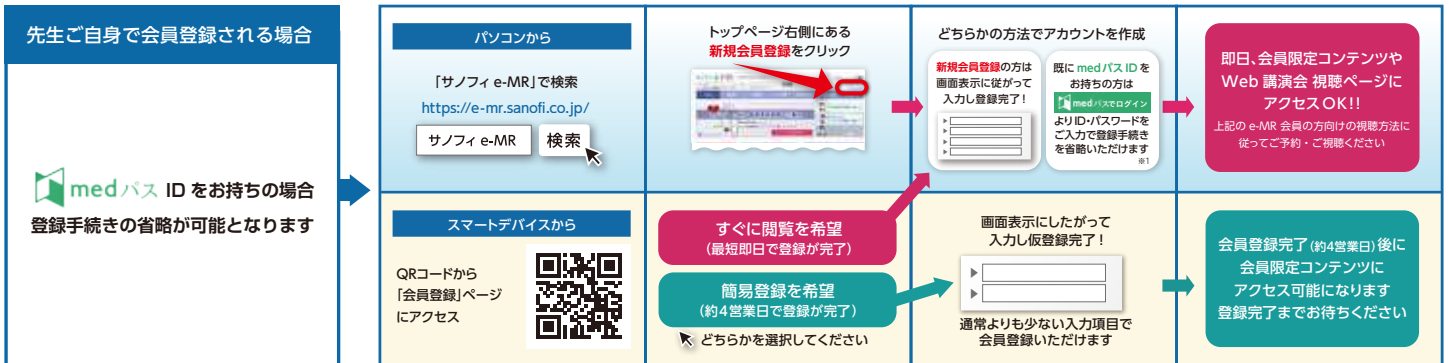 先生ご自身で会員登録される場合
medパス ID をお持ちの場合
登録手続きの省略が可能となります
パソコンから
「サノフィ e-MR」で検索
https://e-mr.sanofi.co.jp/
サノフィ e-MR 検索
トップページ右側にある
新規会員登録をクリック
どちらかの方法でアカウントを作成
新規会員登録の方は
画面表示に従がって
入力し登録完了！
既に medパス ID を
お持ちの方は
medパスでログイン
よりID・パスワードを
ご入力で登録手続き
を省略いただけます
※1
即日、会員限定コンテンツや
Web 講演会 視聴ページに
アクセス OK!!
上記の e-MR 会員の方向けの視聴方法に
従ってご予約・ご視聴ください
スマートデバイスから
QRコードから
「会員登録」ページ
にアクセス
すぐに閲覧を希望
（最短即日で登録が完了）
簡易登録を希望
（約4営業日で登録が完了）
どちらかを選択してください
画面表示にしたがって
入力し仮登録完了！
通常よりも少ない入力項目で
会員登録いただけます
会員登録完了（約4営業日）後に
会員限定コンテンツに
アクセス可能になります
登録完了までお待ちください